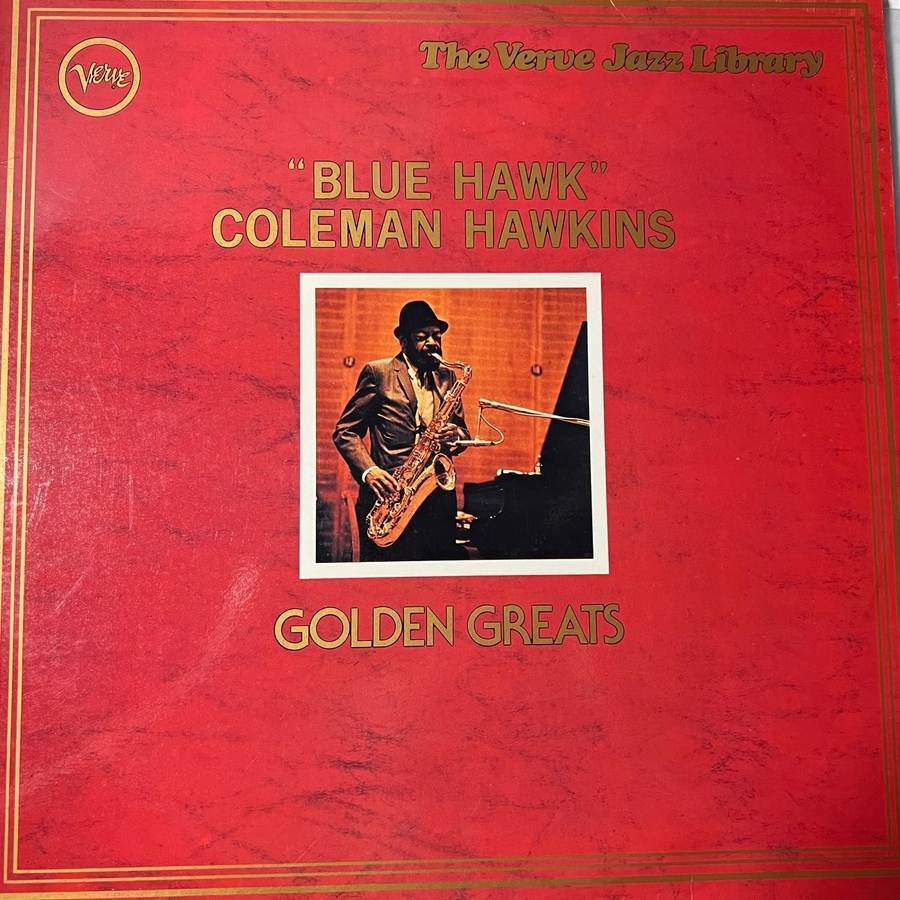 Verve
The Verve Jazz Library
"BLUE HAWK"
COLEMAN HAWKINS
GOLDEN GREATS